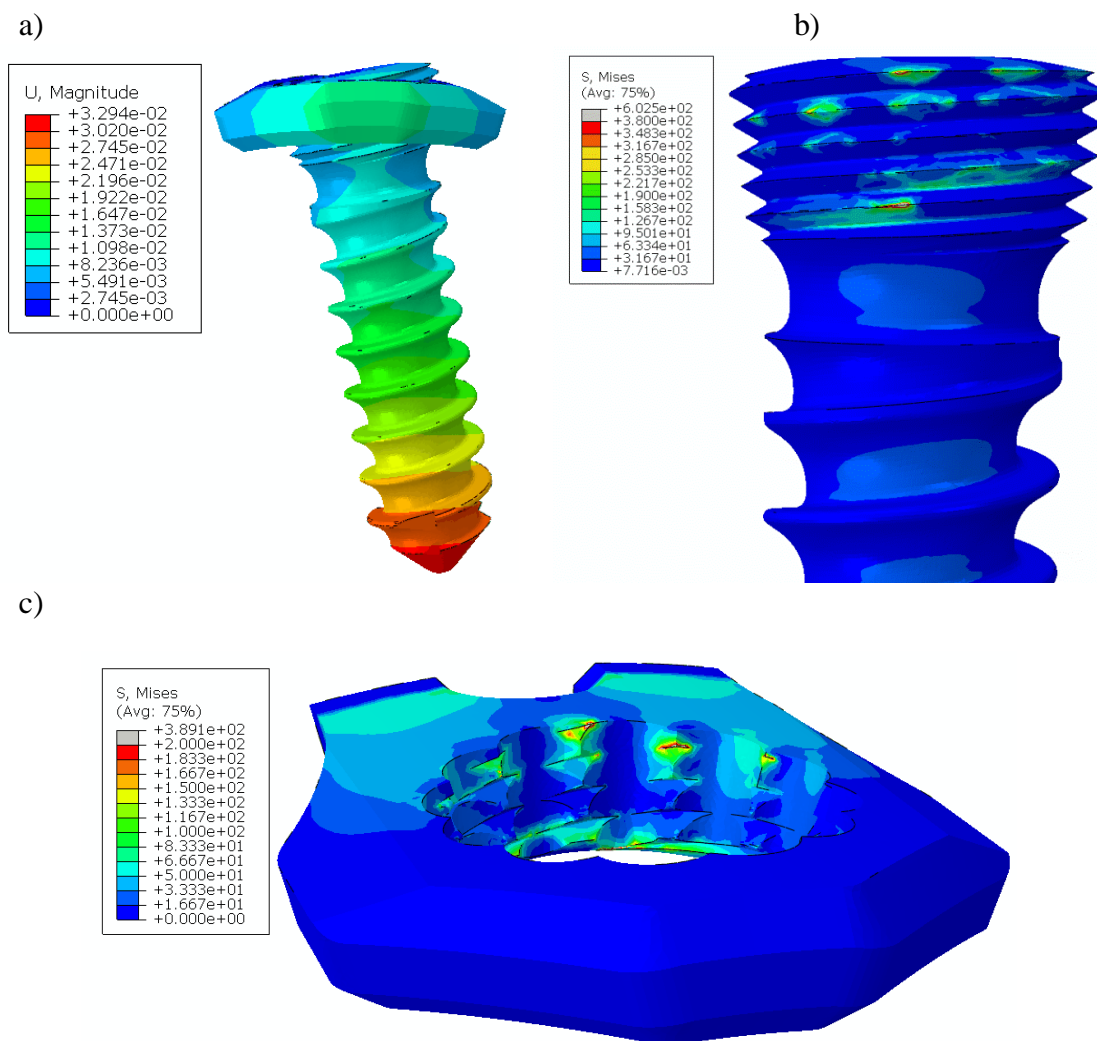 a)
b)
U, Magnitude
+3.294e-02
+3.020e-02
+2.745e-02
+2.471e-02
+2.196e-02
+1.922e-02
+1.647e-02
+1.373e-02
+1.098e-02
+8.236e-03
+5.491e-03
+2.745e-03
+0.000e+00
S, Mises
(Avg: 75%)
+6.025e+02
+3.800e+02
+3.483e+02
+3.167e+02
+2.850e+02
+2.533e+02
+2.217e+02
+1.900e+02
+1.583e+02
+1.267e+02
+9.501e+01
+6.334e+01
+3.167e+01
+7.716e-03
c)
S, Mises
(Avg: 75%)
+3.891e+02
+2.000e+02
+1.833e+02
+1.667e+02
+1.500e+02
+1.333e+02
+1.167e+02
+1.000e+02
+8.333e+01
+6.667e+01
+5.000e+01
+3.333e+01
+1.667e+01
+0.000e+00